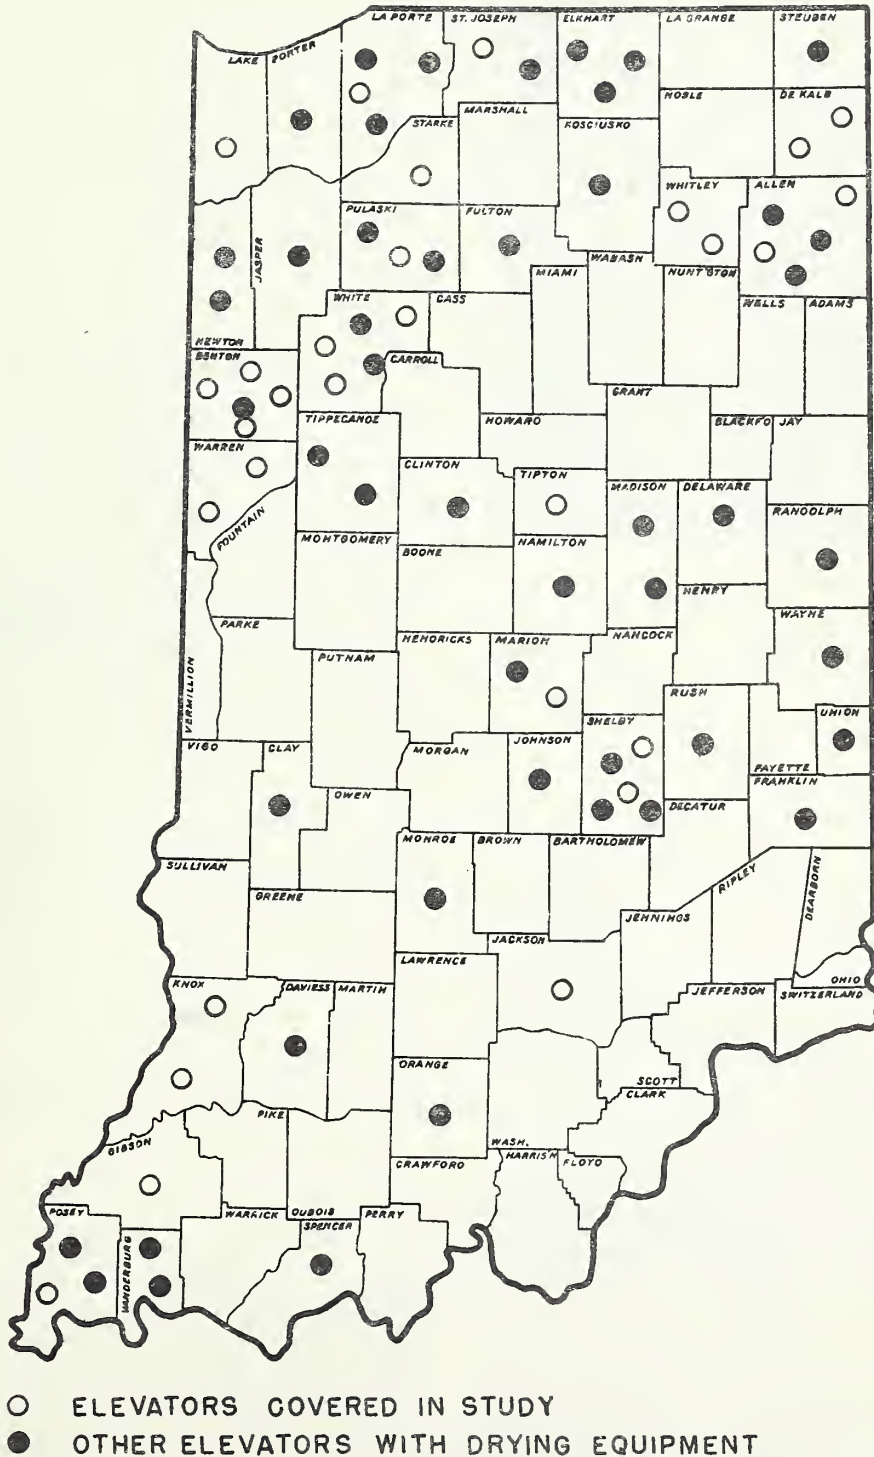 LA PORTE ST. JOSEPH ELKHART LA GRANGE STEUBEN
LAKE PORTER
NOBLE DE KALB
MARSHALL
STARKE KOSCIUSKO
WHITLEY ALLEN
PULASKI FULTON
JASPER
MIAMI WABASH HUNT'GTON
WHITE CASS WELLS ADAMS
NEWTON
BENTON CARROLL
GRANT
TIPPECANOE HOWARD BLACKFO JAY
WARREN
CLINTON TIPTON MADISON DELAWARE
RANDOLPH
FOUNTAIN MONTGOMERY BOONE HAMILTON
HENRY
WAYNE
PARKE HENDRICKS MARION HANCOCK
PUTNAM
VERMILLION RUSH
UNION
SHELBY
VIGO CLAY MORGAN JOHNSON
FAYETTE
FRANKLIN
OWEN DECATUR
MONROE BROWN BARTHOLOMEW
SULLIVAN RIPLEY DEARBORN
GREENE
JENNINGS
JACKSON
LAWRENCE
KNOX DAVIESS MARTIN JEFFERSON OHIO
SWITZERLAND
ORANGE
SCOTT
CLARK
PIKE
GIBSON WASH.
CRAWFORD HARRISH FLOYD
POSEY WARRICK DUBOIS PERRY
SPENCER
VANDERBURG
ELEVATORS COVERED IN STUDY
OTHER ELEVATORS WITH DRYING EQUIPMENT